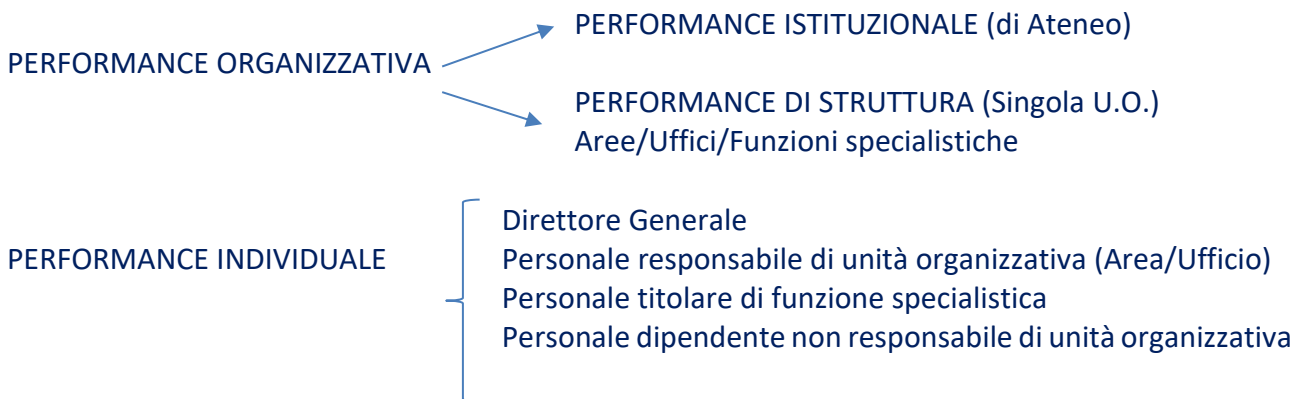 PERFORMANCE ISTITUZIONALE (di Ateneo)
PERFORMANCE ORGANIZZATIVA
PERFORMANCE DI STRUTTURA (Singola U.O.)
Aree/Uffici/Funzioni specialistiche
Direttore Generale
PERFORMANCE INDIVIDUALE
Personale responsabile di unità organizzativa (Area/Ufficio)
Personale titolare di funzione specialistica
Personale dipendente non responsabile di unità organizzativa